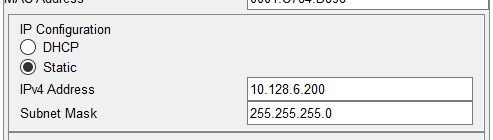 IP Configuration
DHCP
Static
IPv4 Address 10.128.6.200
Subnet Mask 255.255.255.0